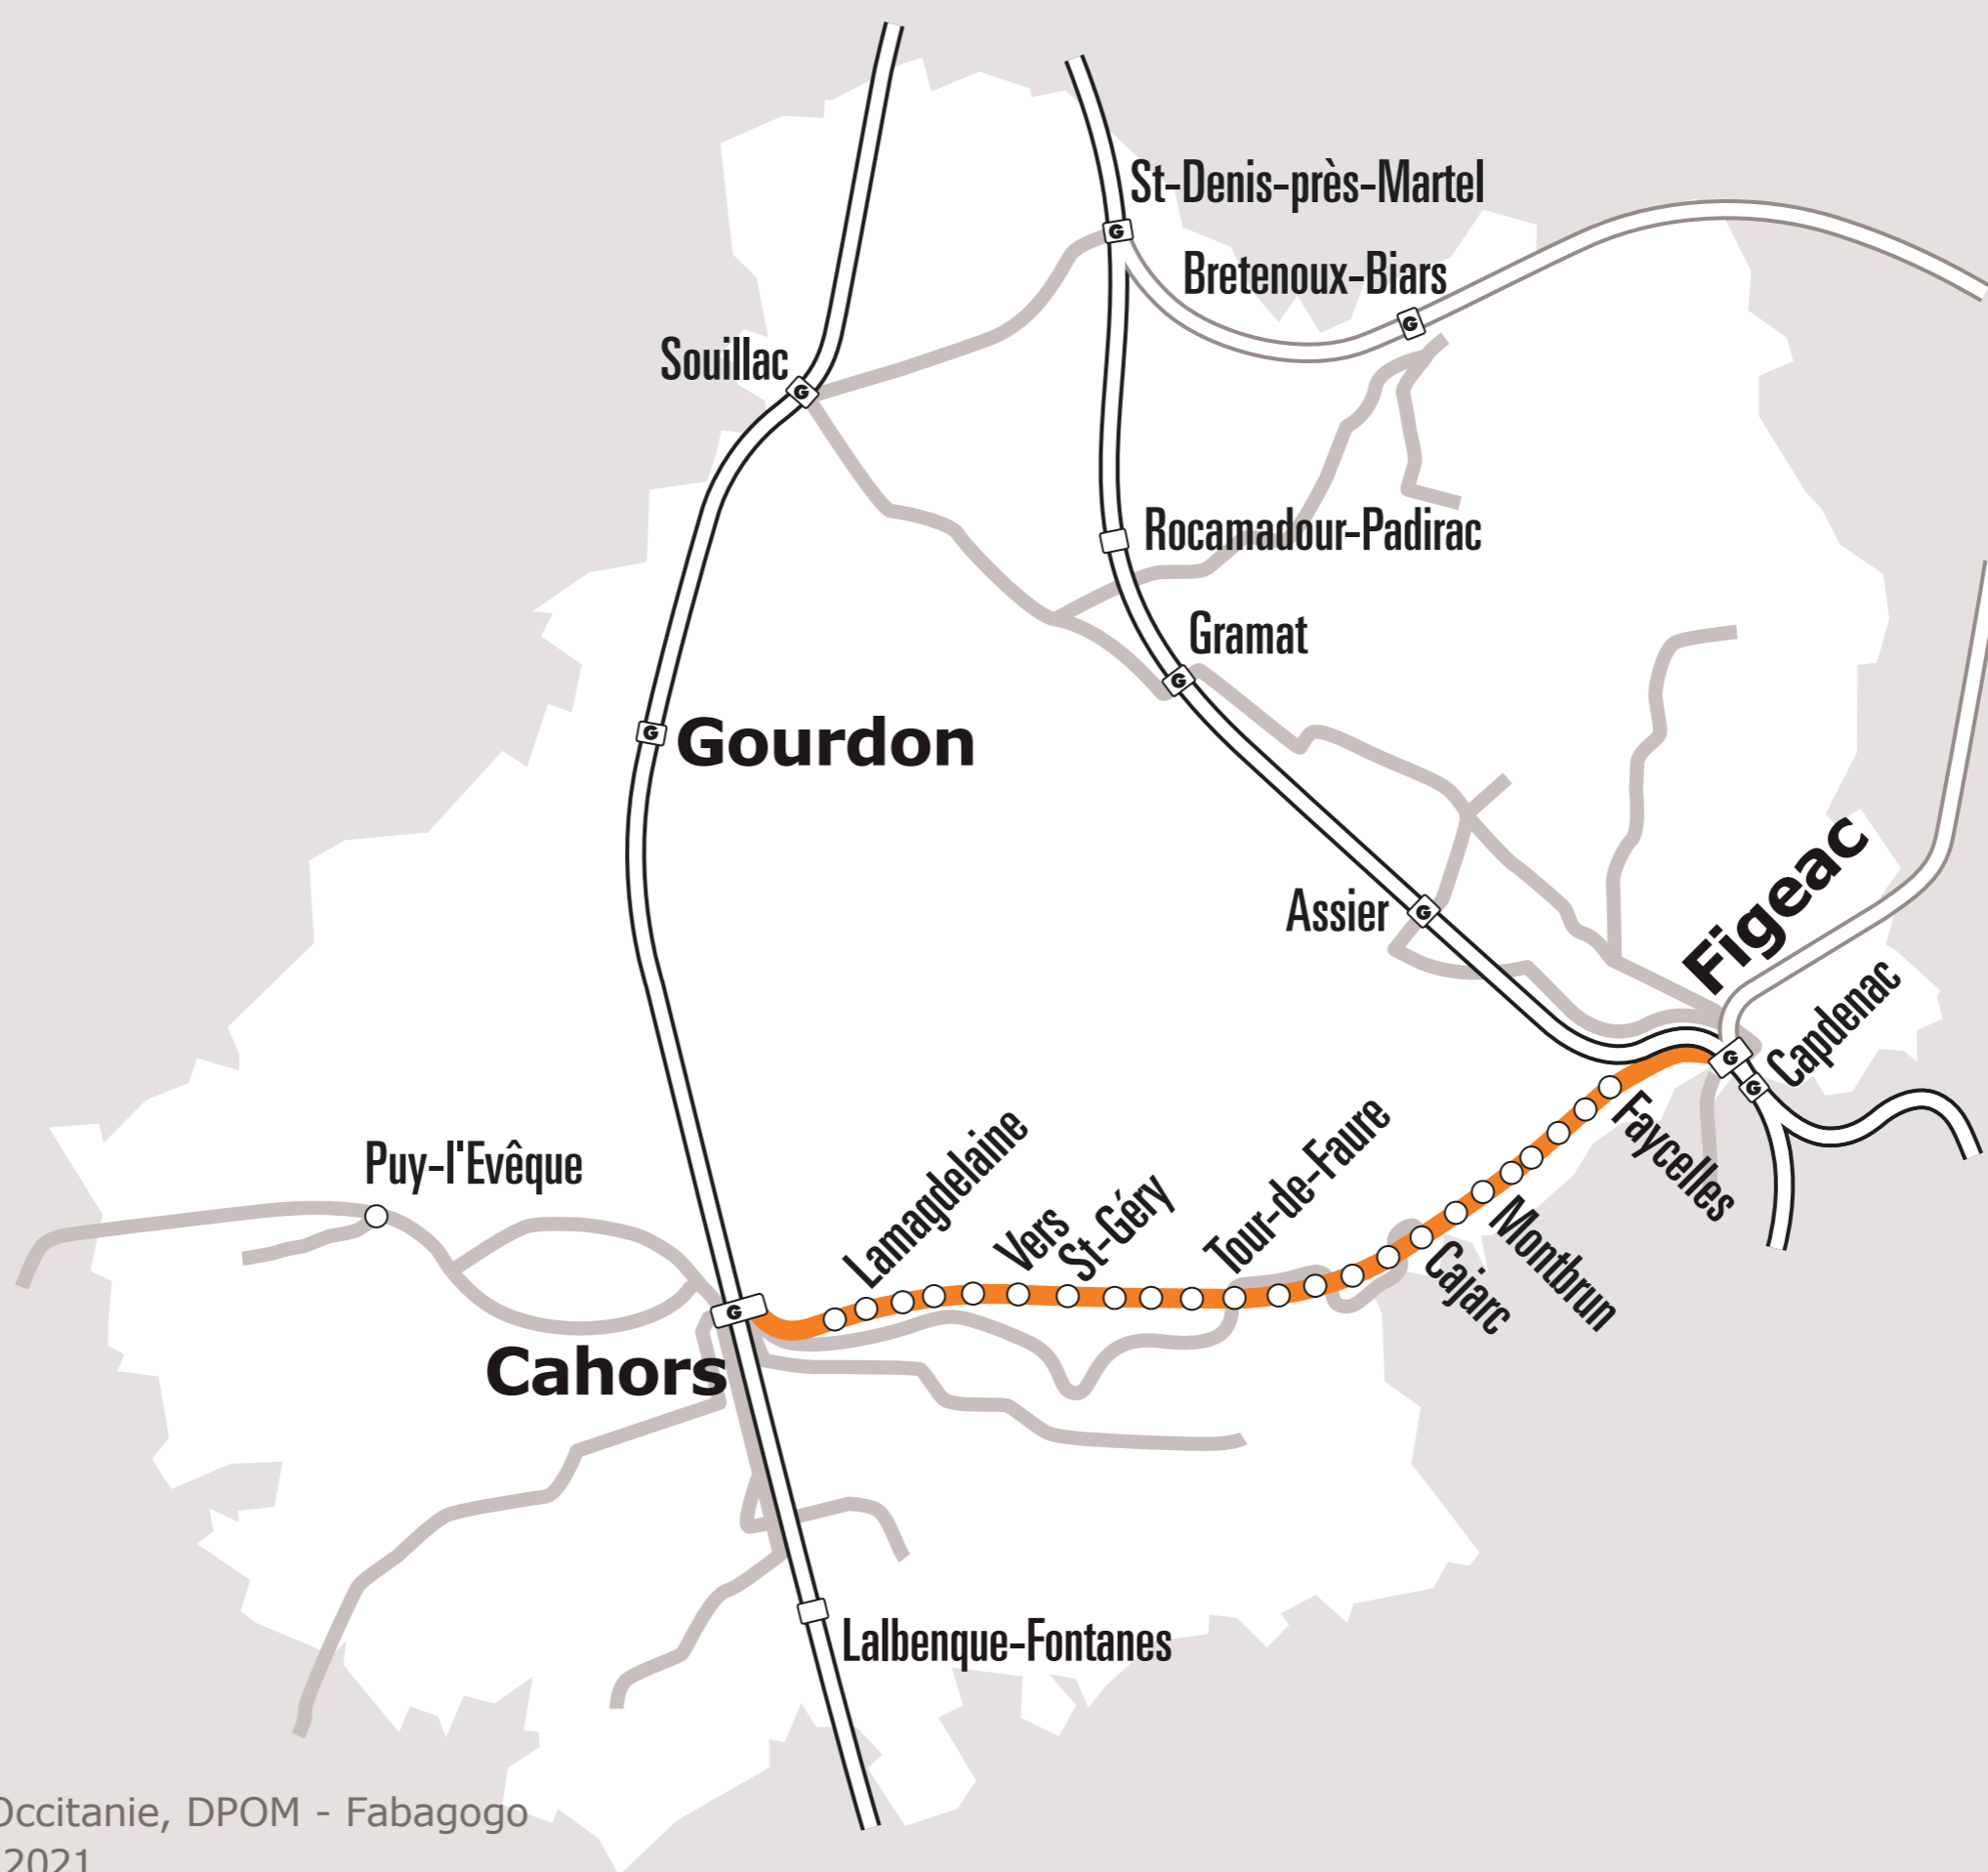 St-Denis-près-Martel
Bretenoux-Biars
Souillac
Rocamadour-Padirac
Gramat
Gourdon
Assier
Figeac
Capdenac
Faycelles
Montbrun
Cajarc
Tour-de-Faure
St-Géry
Vers
Lamagdelaine
Puy-l'Evêque
Cahors
Lalbenque-Fontanes
G
G
G
G
G
G
G
G
G
Occitanie, DPOM - Fabagogo
2021